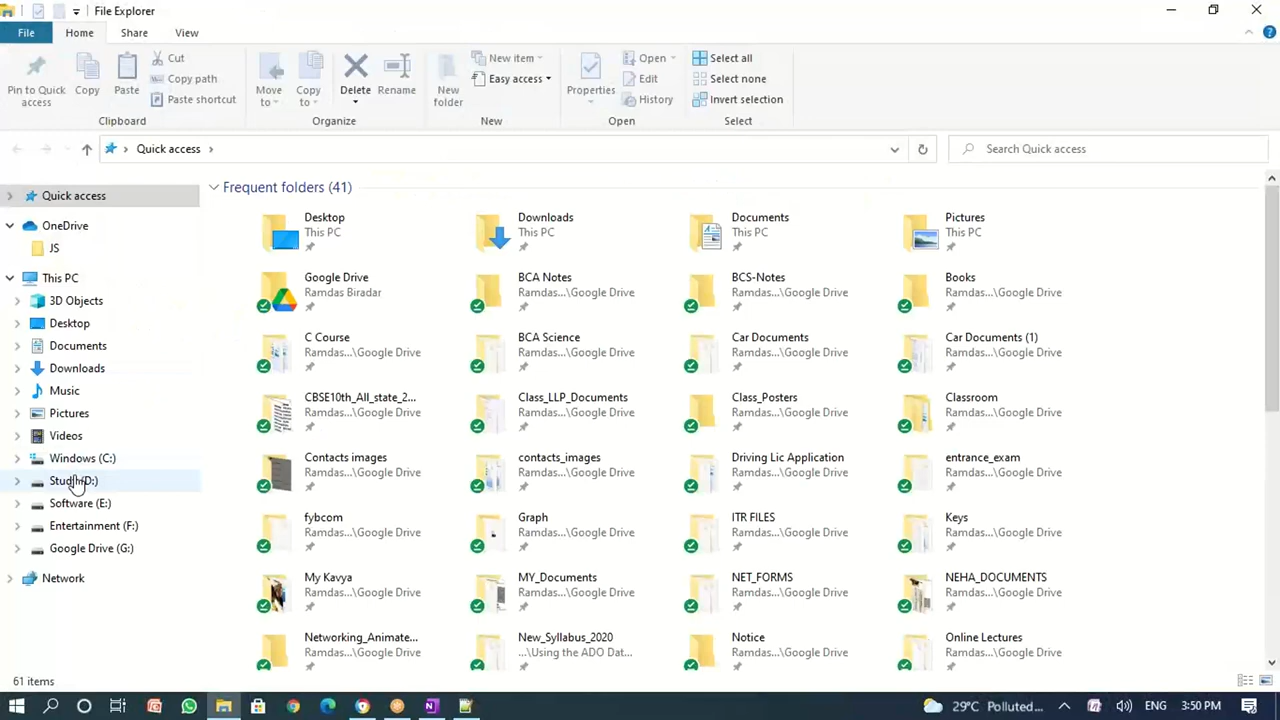 File Explorer
File Home Share View
Pin to Quick access
Copy
Paste
Cut
Copy path
Paste shortcut
Move to
Copy to
Delete
Rename
New folder
New item
Easy access
Properties
Open
Edit
History
Select all
Select none
Invert selection
Clipboard Organize New Open Select
Quick access
Search Quick access
Quick access
OneDrive
JS
This PC
3D Objects
Desktop
Documents
Downloads
Music
Pictures
Videos
Windows (C:)
D:)
Software (E:)
Entertainment (F:)
Google Drive (G:)
Network
Frequent folders (41)
Desktop
This PC
Downloads
This PC
Documents
This PC
Pictures
This PC
Google Drive
Ramdas Biradar
BCA Notes
Ramdas...\Google Drive
BCS-Notes
Ramdas...\Google Drive
Books
Ramdas...\Google Drive
C Course
Ramdas...\Google Drive
BCA Science
Ramdas...\Google Drive
Car Documents
Ramdas...\Google Drive
Car Documents (1)
Ramdas...\Google Drive
CBSE10th_All_state_2...
Ramdas...\Google Drive
Class_LLP_Documents
Ramdas...\Google Drive
Class_Posters
Ramdas...\Google Drive
Classroom
Ramdas...\Google Drive
Contacts images
Ramdas...\Google Drive
contacts_images
Ramdas...\Google Drive
Driving Lic Application
Ramdas...\Google Drive
entrance_exam
Ramdas...\Google Drive
fybcom
Ramdas...\Google Drive
Graph
Ramdas...\Google Drive
ITR FILES
Ramdas...\Google Drive
Keys
Ramdas...\Google Drive
My Kavya
Ramdas...\Google Drive
MY_Documents
Ramdas...\Google Drive
NET_FORMS
Ramdas...\Google Drive
NEHA_DOCUMENTS
Ramdas...\Google Drive
Networking_Animate...
Ramdas...\Google Drive
New_Syllabus_2020
...\Using the ADO Dat...
Notice
Ramdas...\Google Drive
Online Lectures
Ramdas...\Google Drive
61 items
29°C Polluted... ENG 3:50 PM